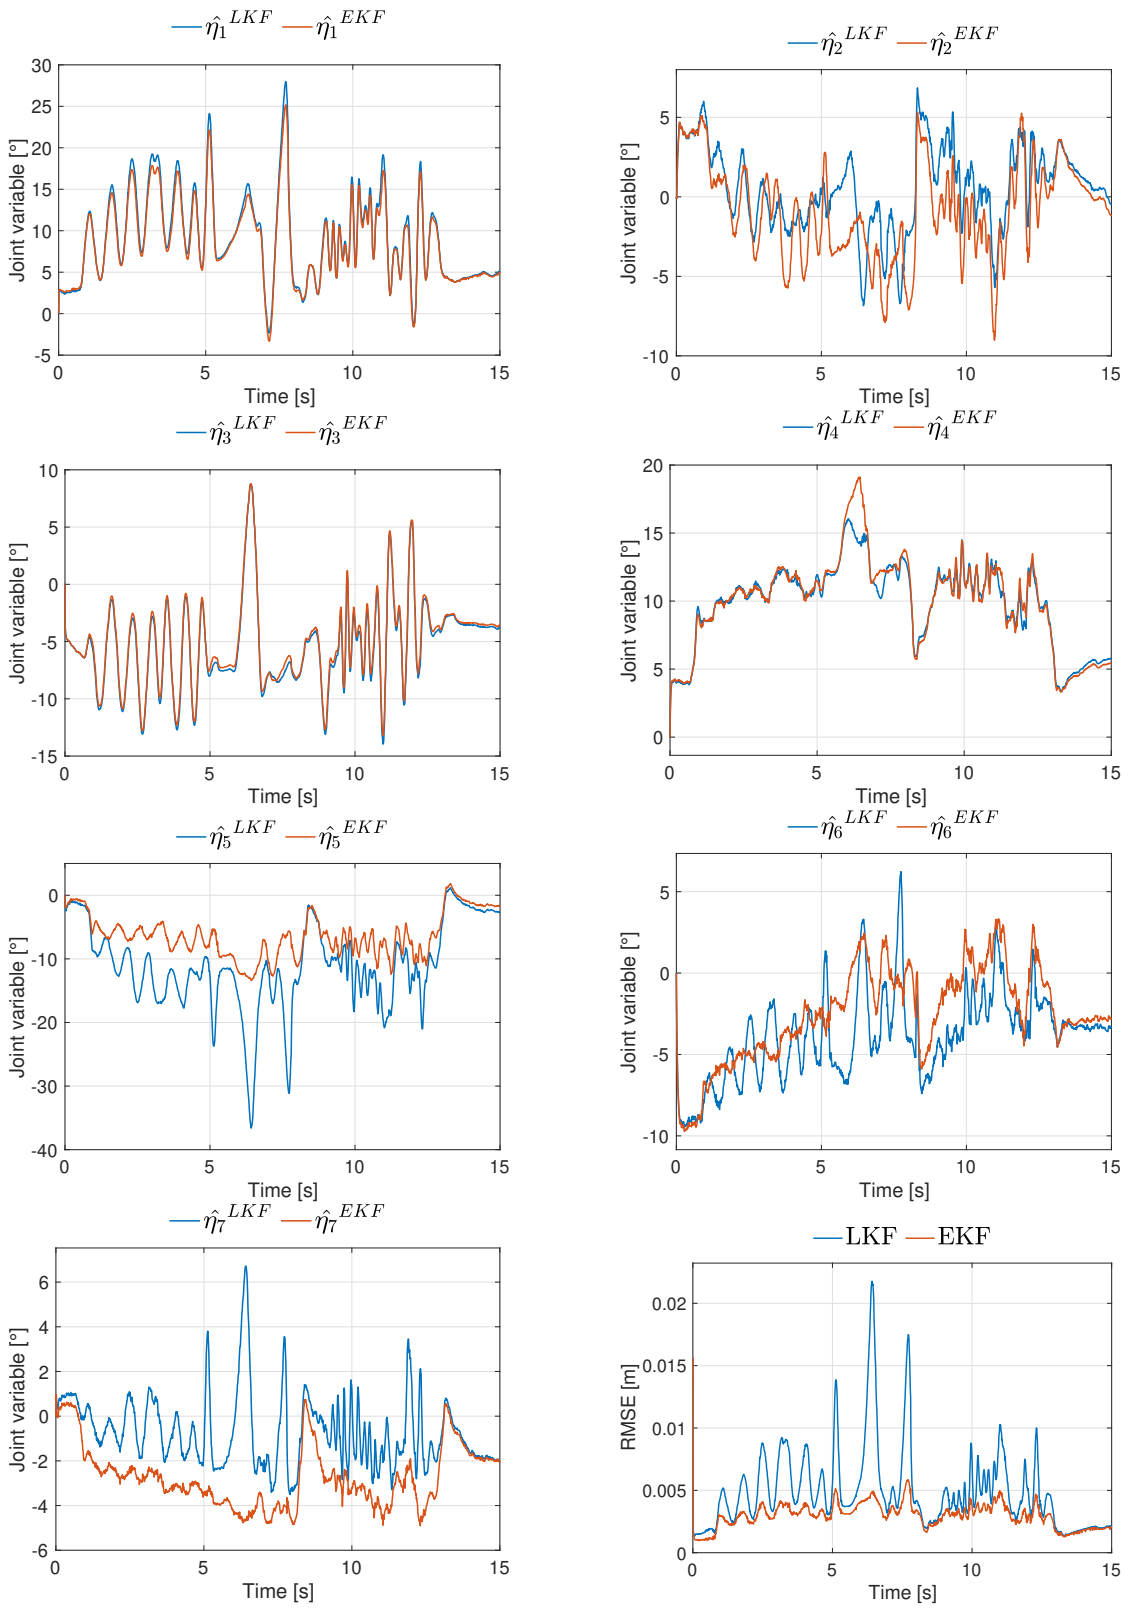 η̂₁^LKF η̂₁^EKF
30
25
20
15
10
5
0
-5
Joint variable [°]
0 5 10 15
Time [s]
η̂₂^LKF η̂₂^EKF
5
0
-5
-10
Joint variable [°]
0 5 10 15
Time [s]
η̂₃^LKF η̂₃^EKF
10
5
0
-5
-10
-15
Joint variable [°]
0 5 10 15
Time [s]
η̂₄^LKF η̂₄^EKF
20
15
10
5
0
Joint variable [°]
0 5 10 15
Time [s]
η̂₅^LKF η̂₅^EKF
0
-10
-20
-30
-40
Joint variable [°]
0 5 10 15
Time [s]
η̂₆^LKF η̂₆^EKF
5
0
-5
-10
Joint variable [°]
0 5 10 15
Time [s]
η̂₇^LKF η̂₇^EKF
6
4
2
0
-2
-4
-6
Joint variable [°]
0 5 10 15
Time [s]
LKF EKF
0.02
0.015
0.01
0.005
0
RMSE [m]
0 5 10 15
Time [s]